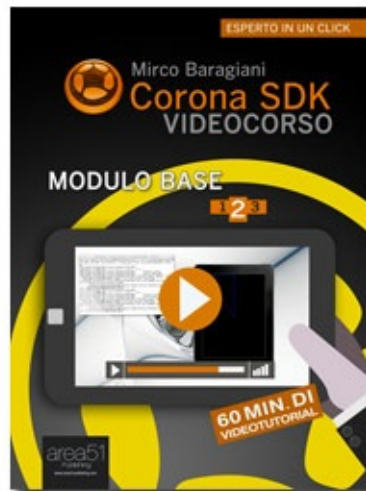 ESPERTO IN UN CLICK
Mirco Baragiani
Corona SDK
VIDEOCORSO
MODULO BASE
1 2 3
60 MIN. DI
VIDEOTUTORIAL
area51
Publishing